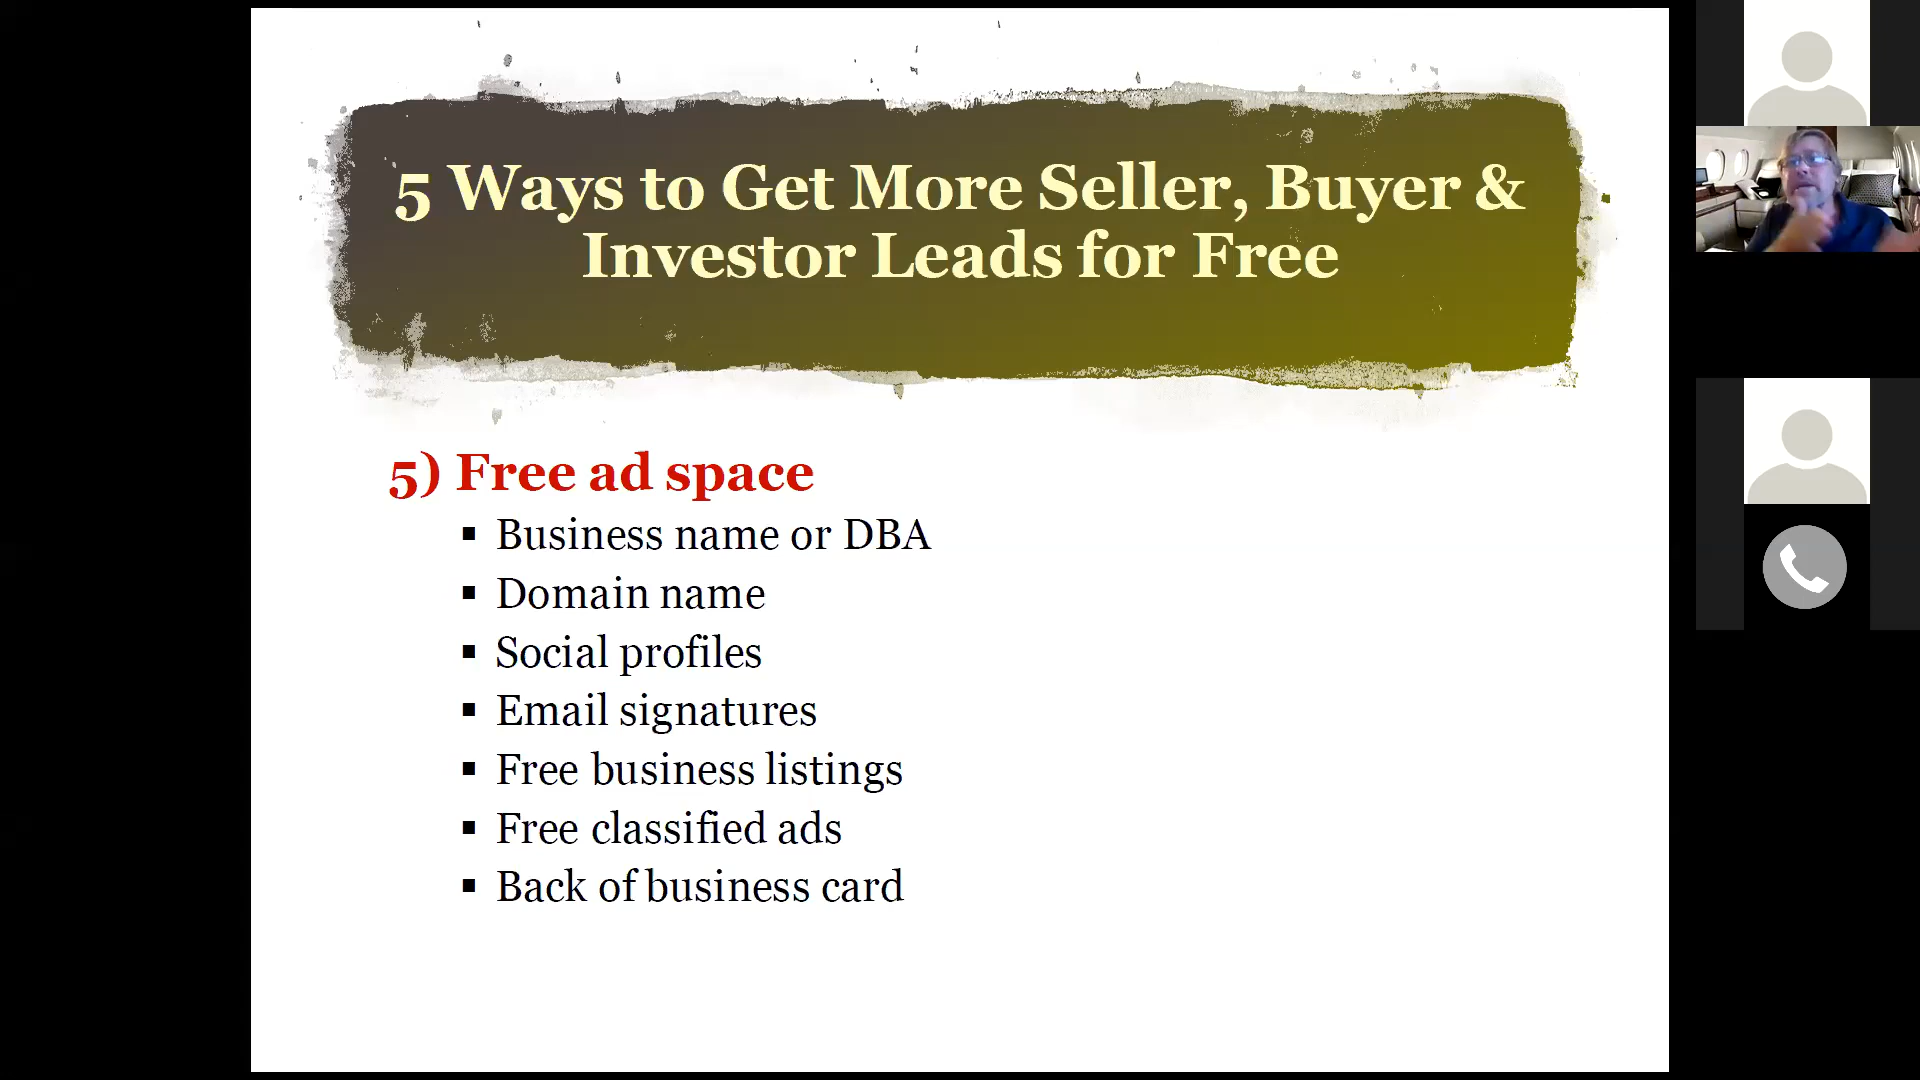 5 Ways to Get More Seller, Buyer &
Investor Leads for Free
5) Free ad space
▪ Business name or DBA
▪ Domain name
▪ Social profiles
▪ Email signatures
▪ Free business listings
▪ Free classified ads
▪ Back of business card